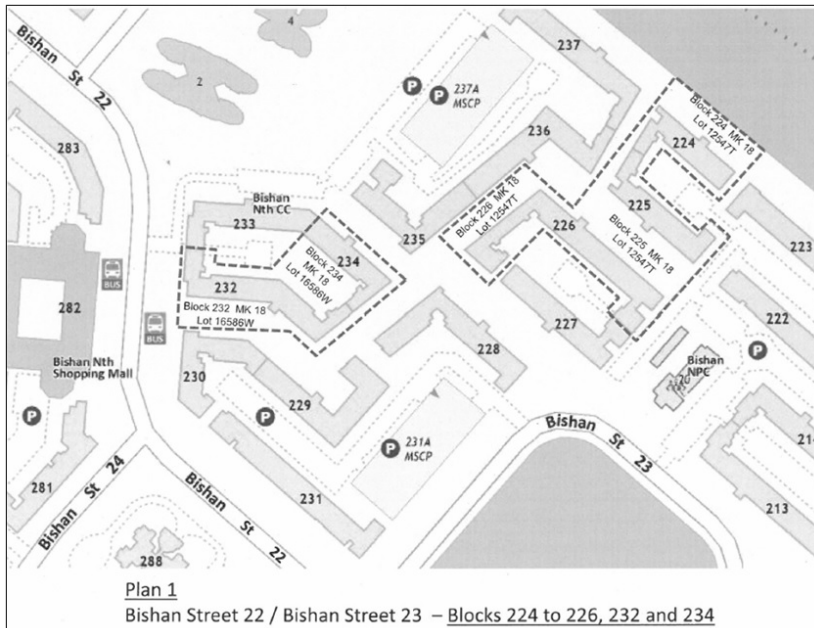 Bishan St 22
4
2
237
237A
MSCP
P
P
236
Block 224 MK 18
Lot 12547T
224
283
Bishan
Nth CC
233
235
Block 226 MK 18
Lot 12547T
226
225
Block 225 MK 18
Lot 12547T
223
234
Block 234
MK 18
Lot 16586W
BUS
282
232
Block 232 MK 18
Lot 16586W
BUS
227
222
Bishan Nth
Shopping Mall
230
228
Bishan
NPC
20
P
P
229
P
P
231A
MSCP
Bishan St 23
214
281
Bishan St 24
Bishan St 22
231
213
288
Plan 1
Bishan Street 22 / Bishan Street 23 – Blocks 224 to 226, 232 and 234